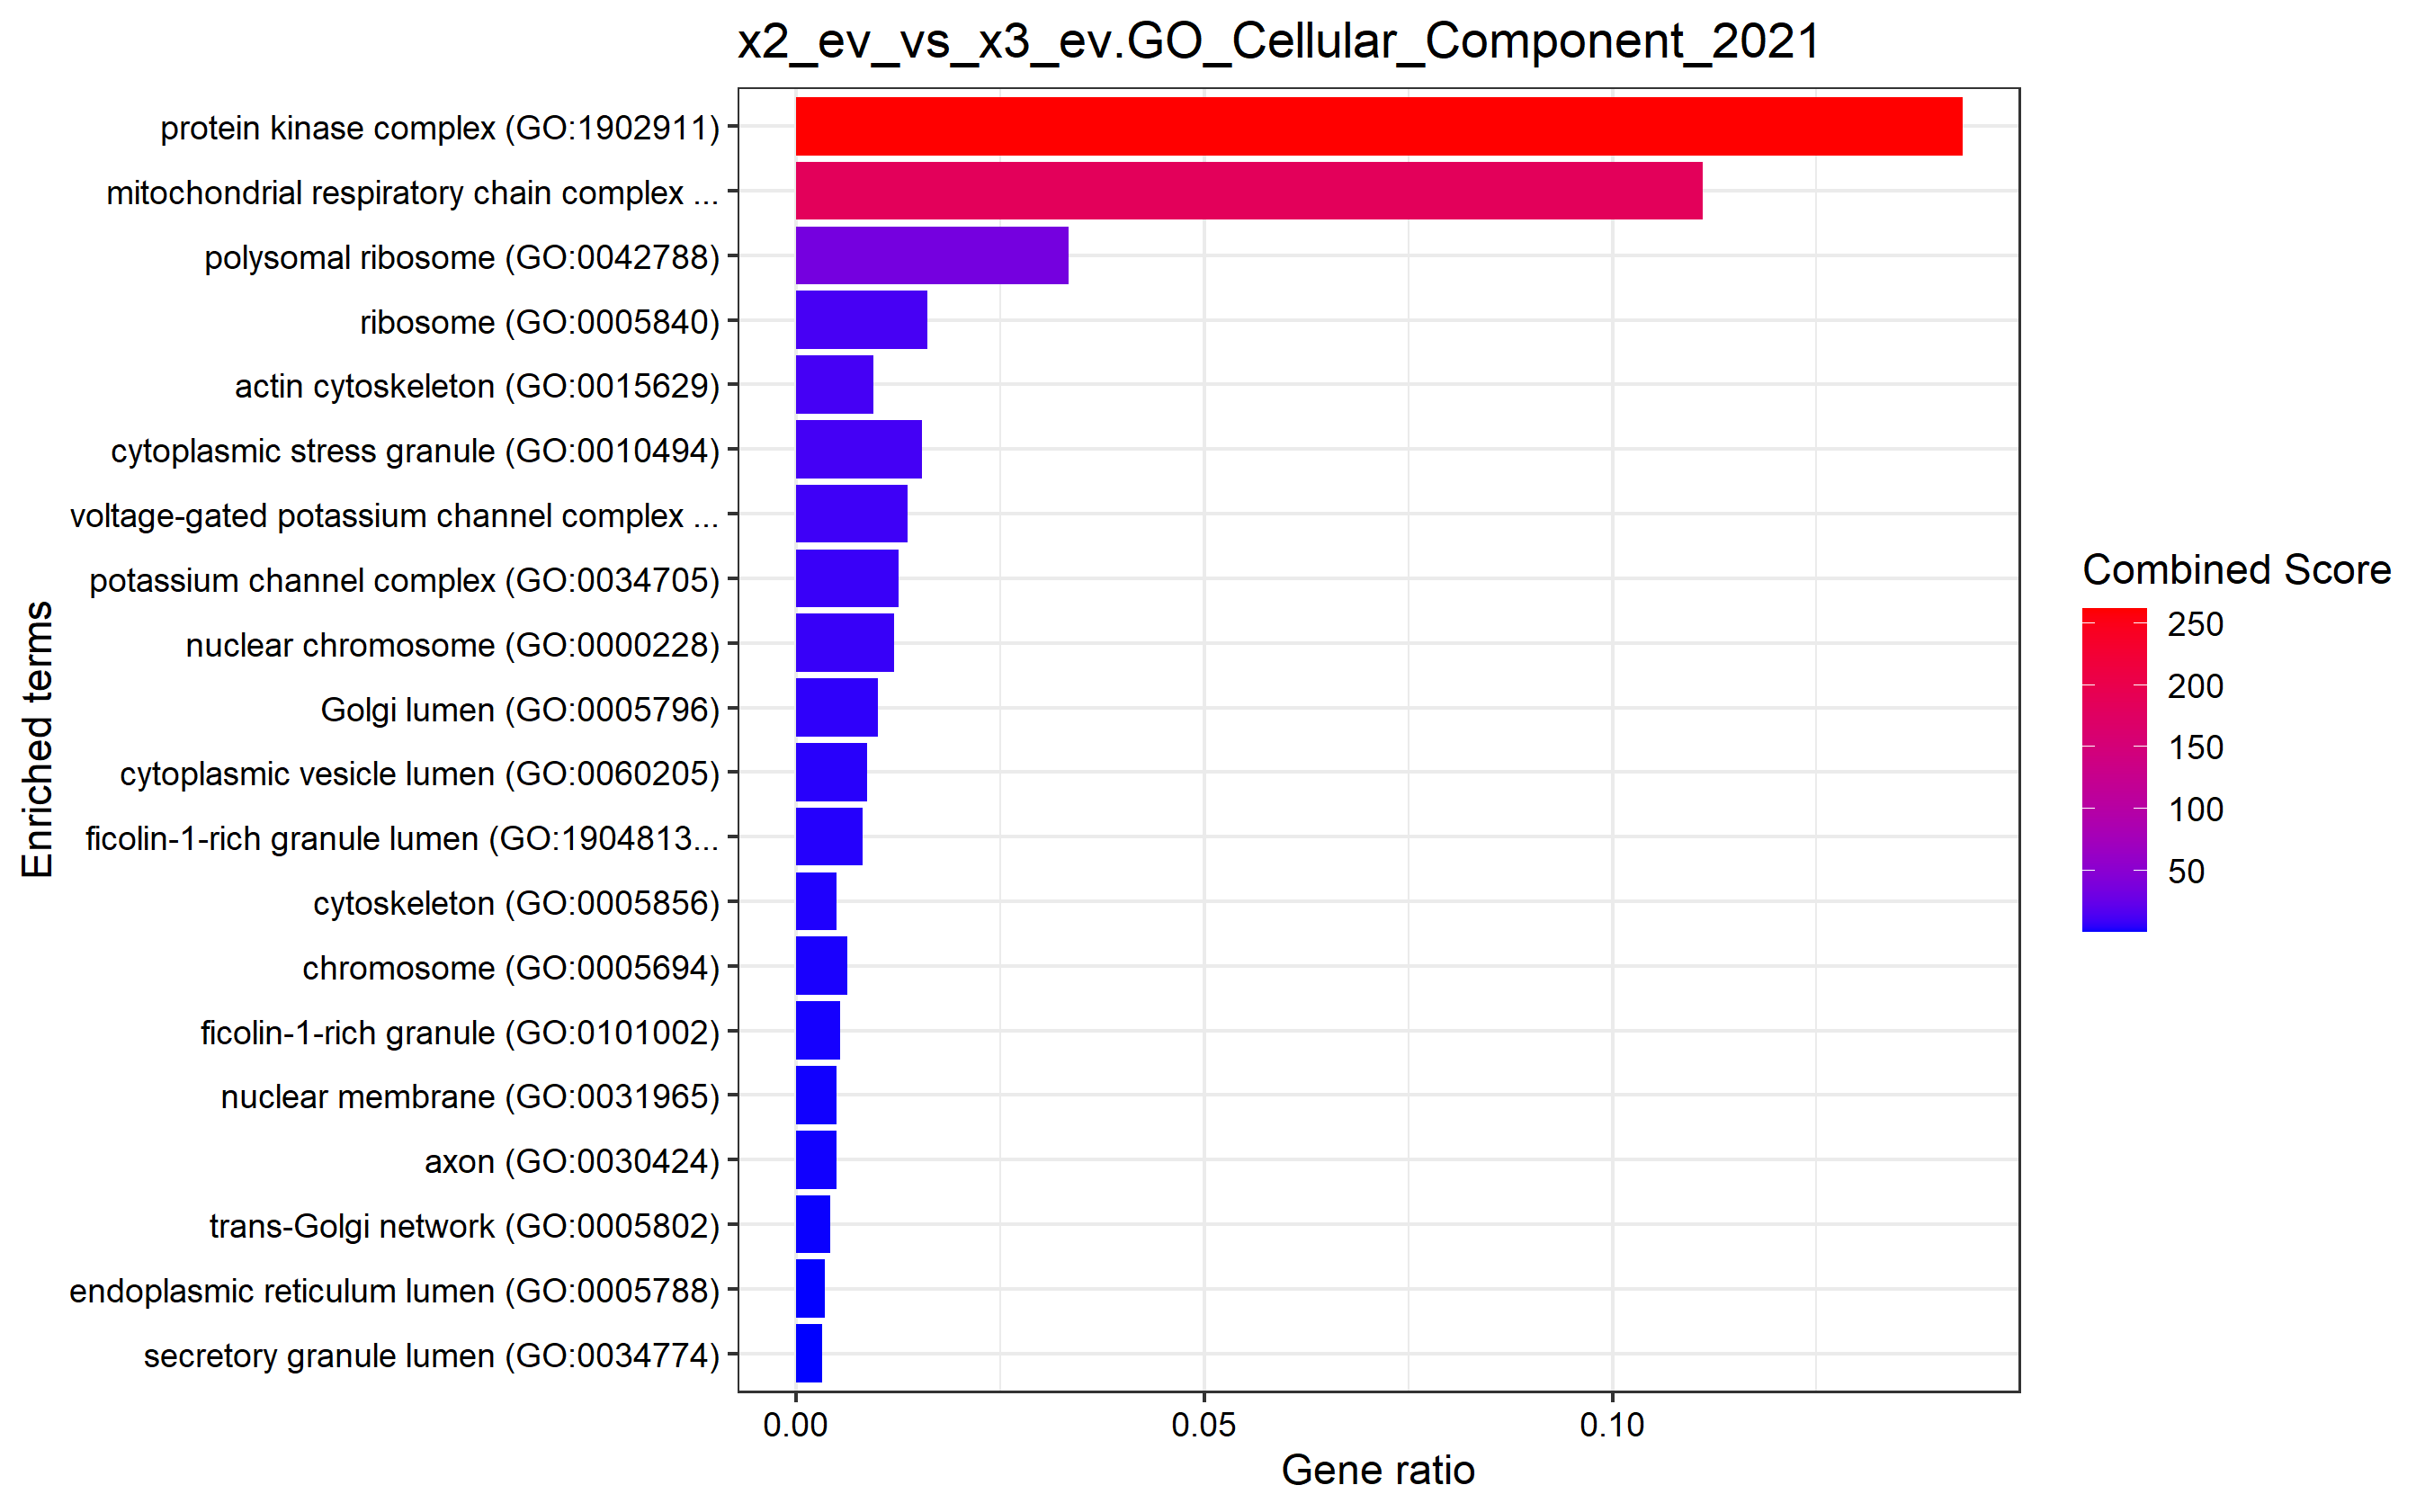 x2_ev_vs_x3_ev.GO_Cellular_Component_2021
protein kinase complex (GO:1902911)
mitochondrial respiratory chain complex ...
polysomal ribosome (GO:0042788)
ribosome (GO:0005840)
actin cytoskeleton (GO:0015629)
cytoplasmic stress granule (GO:0010494)
voltage-gated potassium channel complex ...
potassium channel complex (GO:0034705)
nuclear chromosome (GO:0000228)
Golgi lumen (GO:0005796)
cytoplasmic vesicle lumen (GO:0060205)
ficolin-1-rich granule lumen (GO:1904813...
cytoskeleton (GO:0005856)
chromosome (GO:0005694)
ficolin-1-rich granule (GO:0101002)
nuclear membrane (GO:0031965)
axon (GO:0030424)
trans-Golgi network (GO:0005802)
endoplasmic reticulum lumen (GO:0005788)
secretory granule lumen (GO:0034774)
Enriched terms
0.00
0.05
0.10
Gene ratio
Combined Score
250
200
150
100
50